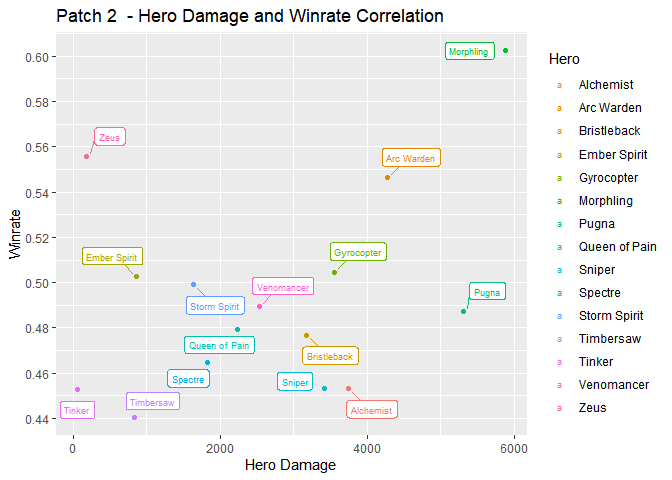 Patch 2  - Hero Damage and Winrate Correlation
Winrate
0.60
0.58
0.56
0.54
0.52
0.50
0.48
0.46
0.44
Morphling
Zeus
Arc Warden
Gyrocopter
Ember Spirit
Venomancer
Pugna
Storm Spirit
Queen of Pain
Bristleback
Spectre
Sniper
Timbersaw
Tinker
Alchemist
0
2000
4000
6000
Hero Damage
Hero
a Alchemist
a Arc Warden
a Bristleback
a Ember Spirit
a Gyrocopter
a Morphling
a Pugna
a Queen of Pain
a Sniper
a Spectre
a Storm Spirit
a Timbersaw
a Tinker
a Venomancer
a Zeus